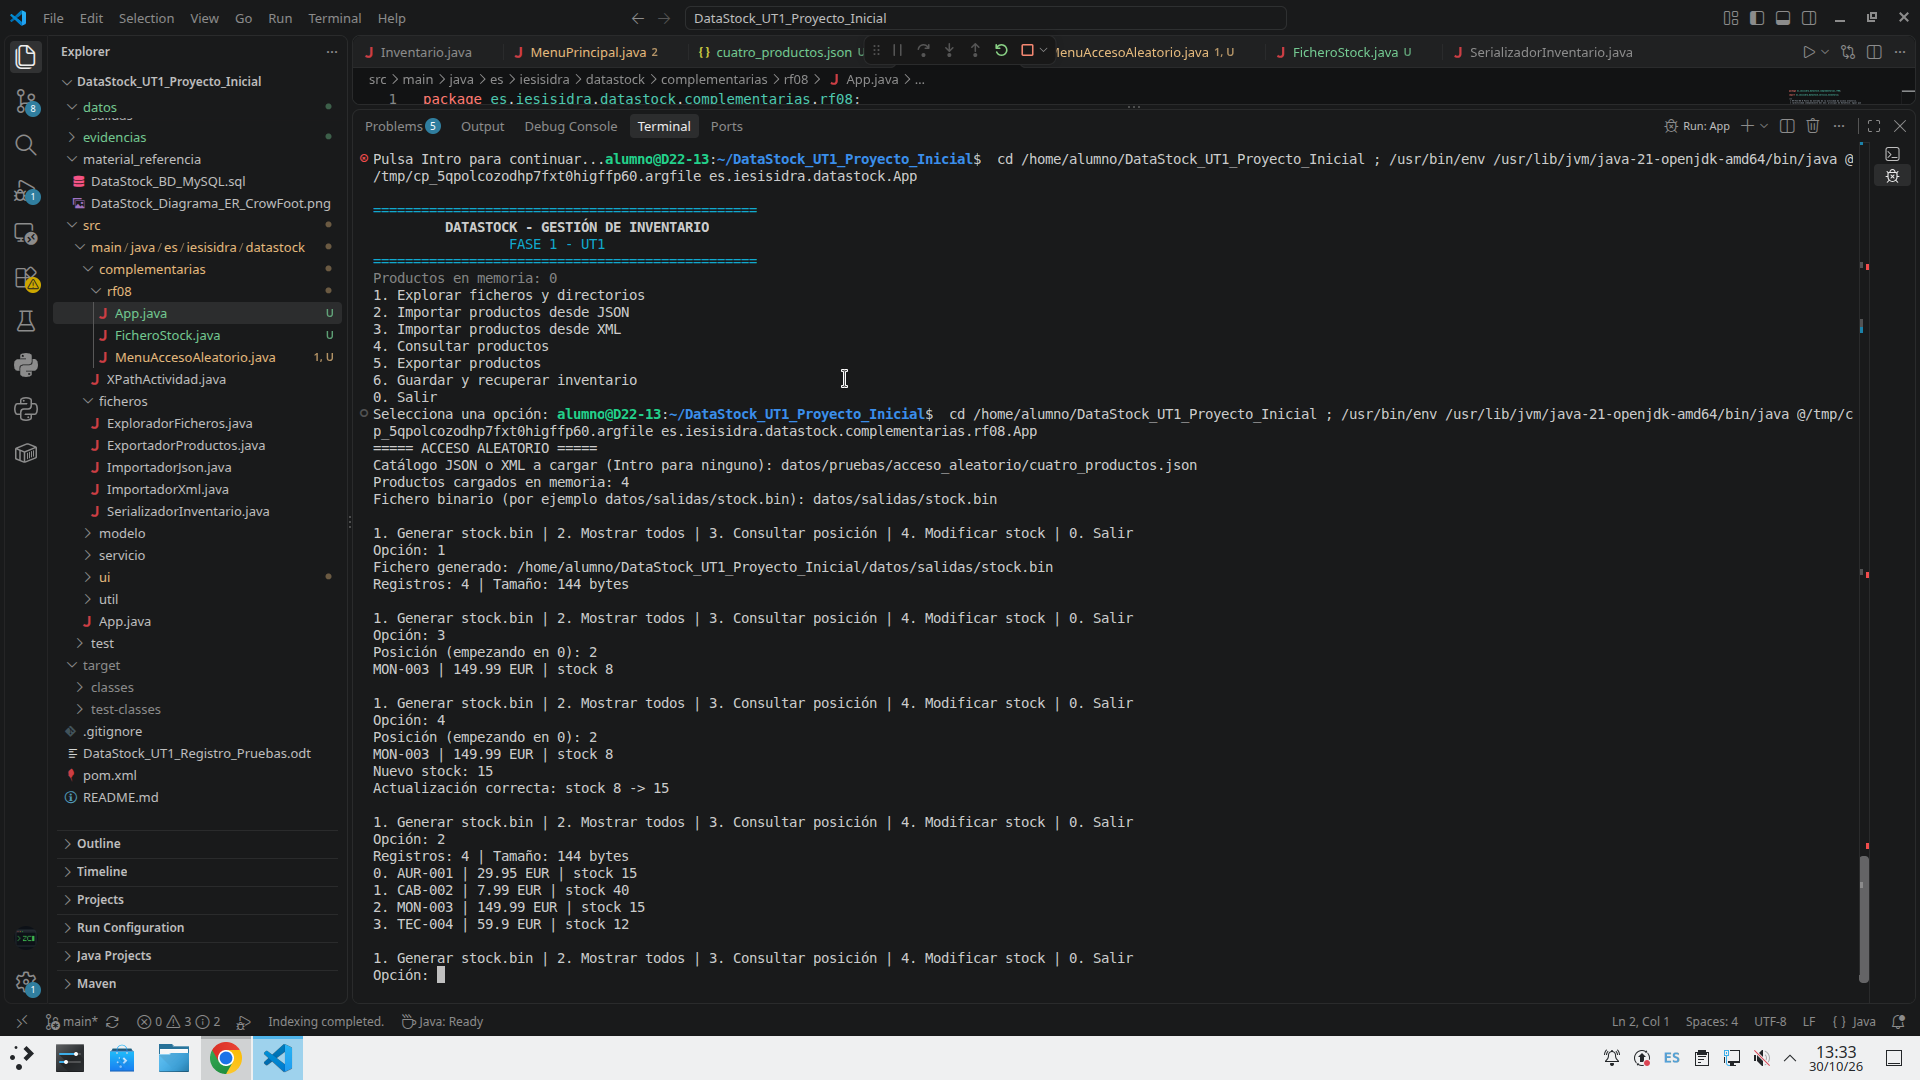 File Edit Selection View Go Run Terminal Help
DataStock_UT1_Proyecto_Inicial
Explorer
DataStock_UT1_Proyecto_Inicial
datos
evidencias
material_referencia
DataStock_BD_MySQL.sql
DataStock_Diagrama_ER_CrowFoot.png
src
main / java / es / iesisidra / datastock
complementarias
rf08
App.java U
FicheroStock.java U
MenuAccesoAleatorio.java 1, U
XPathActividad.java
ficheros
ExploradorFicheros.java
ExportadorProductos.java
ImportadorJson.java
ImportadorXml.java
SerializadorInventario.java
modelo
servicio
ui
util
App.java
test
target
classes
test-classes
.gitignore
DataStock_UT1_Registro_Pruebas.odt
pom.xml
README.md
Outline
Timeline
Projects
Run Configuration
Java Projects
Maven
8
1
1
Inventario.java MenuPrincipal.java 2 cuatro_productos.json MenuAccesoAleatorio.java 1, U FicheroStock.java U SerializadorInventario.java
src > main > java > es > iesisidra > datastock > complementarias > rf08 > App.java > ...
1 package es.iesisidra.datastock.complementarias.rf08;
Problems 5 Output Debug Console Terminal Ports
Run: App
Pulsa Intro para continuar...alumno@D22-13:~/DataStock_UT1_Proyecto_Inicial$ cd /home/alumno/DataStock_UT1_Proyecto_Inicial ; /usr/bin/env /usr/lib/jvm/java-21-openjdk-amd64/bin/java @
/tmp/cp_5qpolcozodhp7fxt0higffp60.argfile es.iesisidra.datastock.App
================================================
DATASTOCK - GESTIÓN DE INVENTARIO
FASE 1 - UT1
================================================
Productos en memoria: 0
1. Explorar ficheros y directorios
2. Importar productos desde JSON
3. Importar productos desde XML
4. Consultar productos
5. Exportar productos
6. Guardar y recuperar inventario
0. Salir
Selecciona una opción: alumno@D22-13:~/DataStock_UT1_Proyecto_Inicial$ cd /home/alumno/DataStock_UT1_Proyecto_Inicial ; /usr/bin/env /usr/lib/jvm/java-21-openjdk-amd64/bin/java @/tmp/c
p_5qpolcozodhp7fxt0higffp60.argfile es.iesisidra.datastock.complementarias.rf08.App
===== ACCESO ALEATORIO =====
Catálogo JSON o XML a cargar (Intro para ninguno): datos/pruebas/acceso_aleatorio/cuatro_productos.json
Productos cargados en memoria: 4
Fichero binario (por ejemplo datos/salidas/stock.bin): datos/salidas/stock.bin
1. Generar stock.bin | 2. Mostrar todos | 3. Consultar posición | 4. Modificar stock | 0. Salir
Opción: 1
Fichero generado: /home/alumno/DataStock_UT1_Proyecto_Inicial/datos/salidas/stock.bin
Registros: 4 | Tamaño: 144 bytes
1. Generar stock.bin | 2. Mostrar todos | 3. Consultar posición | 4. Modificar stock | 0. Salir
Opción: 3
Posición (empezando en 0): 2
MON-003 | 149.99 EUR | stock 8
1. Generar stock.bin | 2. Mostrar todos | 3. Consultar posición | 4. Modificar stock | 0. Salir
Opción: 4
Posición (empezando en 0): 2
MON-003 | 149.99 EUR | stock 8
Nuevo stock: 15
Actualización correcta: stock 8 -> 15
1. Generar stock.bin | 2. Mostrar todos | 3. Consultar posición | 4. Modificar stock | 0. Salir
Opción: 2
Registros: 4 | Tamaño: 144 bytes
0. AUR-001 | 29.95 EUR | stock 15
1. CAB-002 | 7.99 EUR | stock 40
2. MON-003 | 149.99 EUR | stock 15
3. TEC-004 | 59.9 EUR | stock 12
1. Generar stock.bin | 2. Mostrar todos | 3. Consultar posición | 4. Modificar stock | 0. Salir
Opción:
main* 0 3 2 Indexing completed. Java: Ready
Ln 2, Col 1 Spaces: 4 UTF-8 LF { } Java
ES
13:33
30/10/26